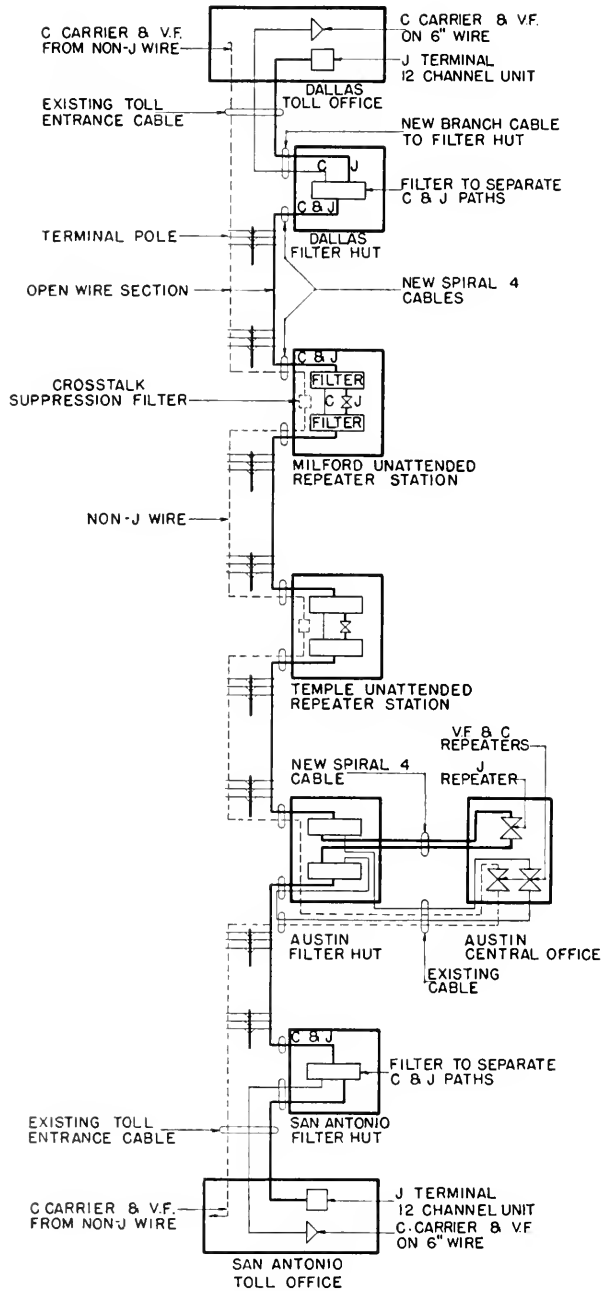 C CARRIER & V.F.
FROM NON-J WIRE
C CARRIER & V.F.
ON 6" WIRE
J TERMINAL
12 CHANNEL UNIT
DALLAS
TOLL OFFICE
EXISTING TOLL
ENTRANCE CABLE
NEW BRANCH CABLE
TO FILTER HUT
C J
FILTER TO SEPARATE
C & J PATHS
C & J
TERMINAL POLE
DALLAS
FILTER HUT
OPEN WIRE SECTION
NEW SPIRAL 4
CABLES
C & J
CROSSTALK
SUPPRESSION FILTER
FILTER
C J
FILTER
MILFORD UNATTENDED
REPEATER STATION
NON-J WIRE
TEMPLE UNATTENDED
REPEATER STATION
V.F. & C
REPEATERS
NEW SPIRAL 4
CABLE
J
REPEATER
AUSTIN
FILTER HUT
AUSTIN
CENTRAL OFFICE
EXISTING
CABLE
C & J
FILTER TO SEPARATE
C & J PATHS
SAN ANTONIO
FILTER HUT
EXISTING TOLL
ENTRANCE CABLE
C CARRIER & V.F.
FROM NON-J WIRE
J TERMINAL
12 CHANNEL UNIT
C. CARRIER & V.F
ON 6" WIRE
SAN ANTONIO
TOLL OFFICE